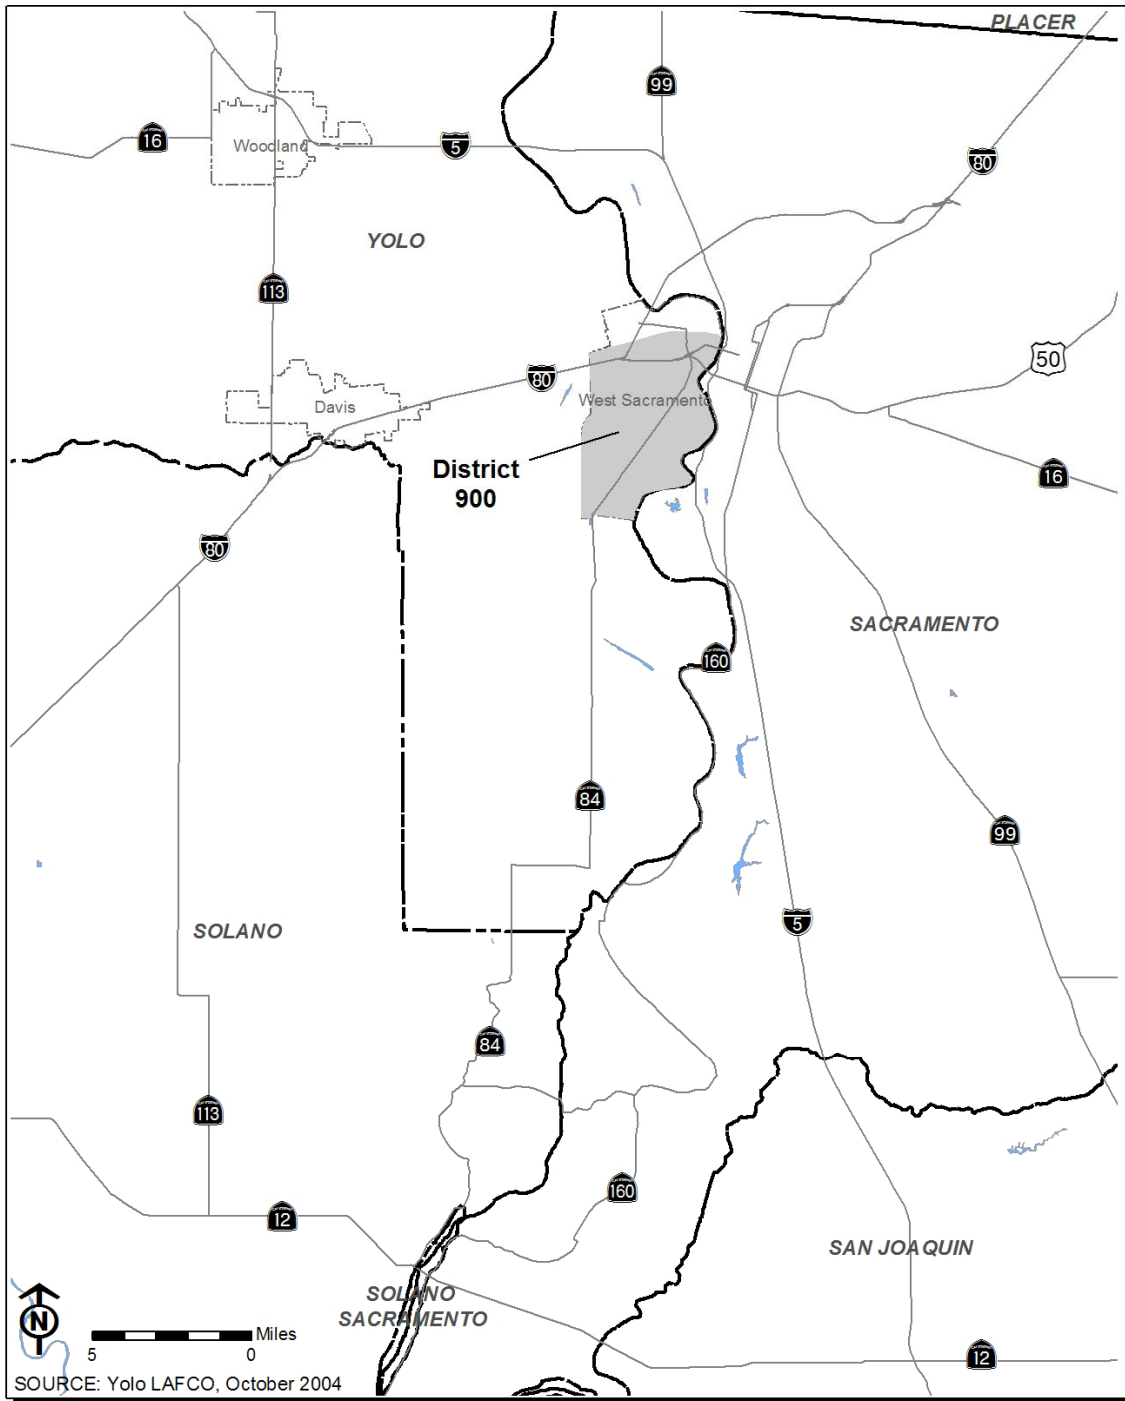 PLACER
99
16
Woodland
5
80
YOLO
113
50
80
Davis
West Sacramento
District
900
16
80
SACRAMENTO
160
84
99
5
SOLANO
84
113
160
12
SAN JOAQUIN
SOLANO
SACRAMENTO
N
Miles
5 0
12
SOURCE: Yolo LAFCO, October 2004